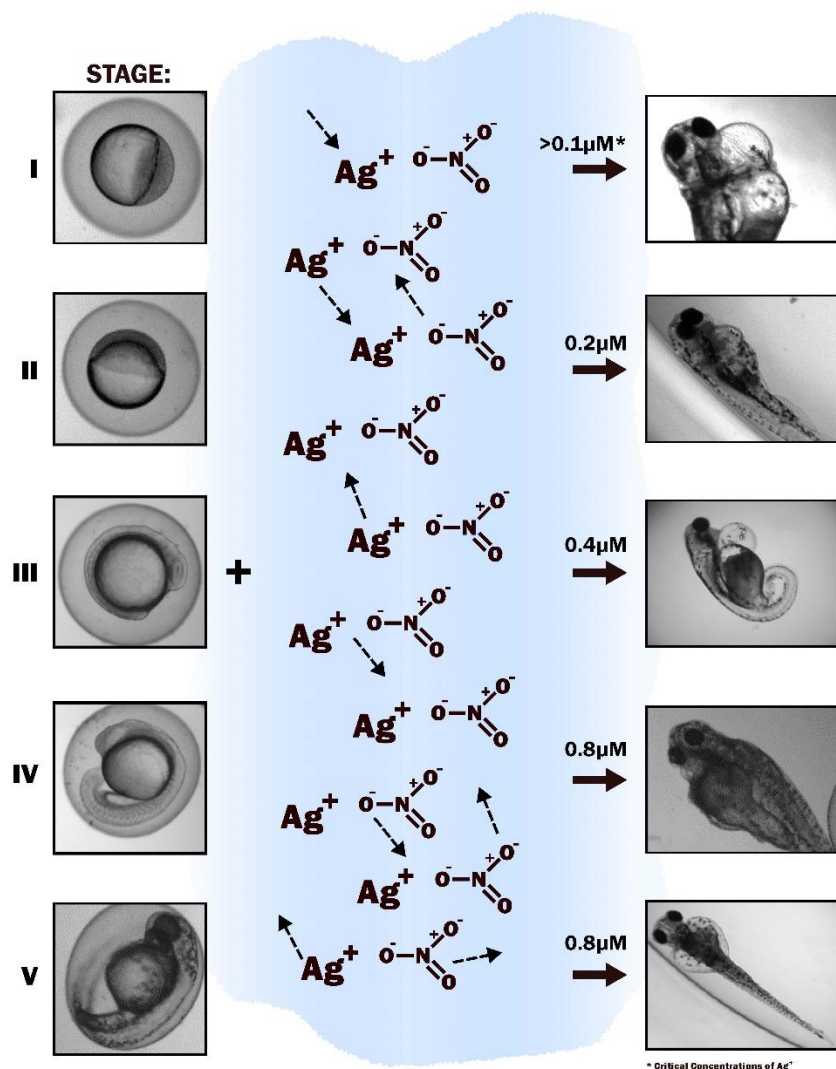 STAGE:
I
Ag⁺ O⁻–N⁺ O⁻ O
>0.1µM*
Ag⁺ O⁻–N⁺ O⁻ O
II
Ag⁺ O⁻–N⁺ O⁻ O
0.2µM
Ag⁺ O⁻–N⁺ O⁻ O
III
+
Ag⁺ O⁻–N⁺ O⁻ O
0.4µM
Ag⁺ O⁻–N⁺ O⁻ O
Ag⁺ O⁻–N⁺ O⁻ O
IV
0.8µM
Ag⁺ O⁻–N⁺ O⁻ O
Ag⁺ O⁻–N⁺ O⁻ O
V
Ag⁺ O⁻–N⁺ O⁻ O
0.8µM
* Critical Concentrations of Ag⁺